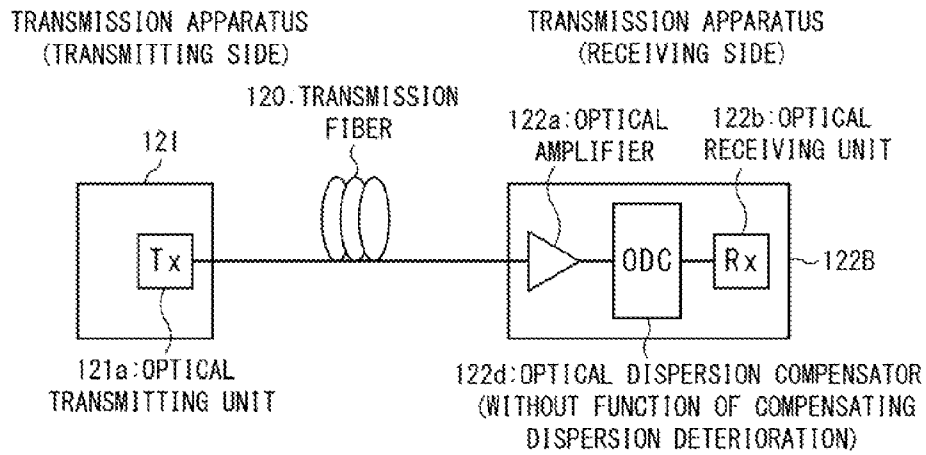 TRANSMISSION APPARATUS
(TRANSMITTING SIDE)
TRANSMISSION APPARATUS
(RECEIVING SIDE)
120.TRANSMISSION
FIBER
122a:OPTICAL
AMPLIFIER
122b:OPTICAL
RECEIVING UNIT
121
Tx
ODC
Rx
122B
121a:OPTICAL
TRANSMITTING UNIT
122d:OPTICAL DISPERSION COMPENSATOR
(WITHOUT FUNCTION OF COMPENSATING
DISPERSION DETERIORATION)